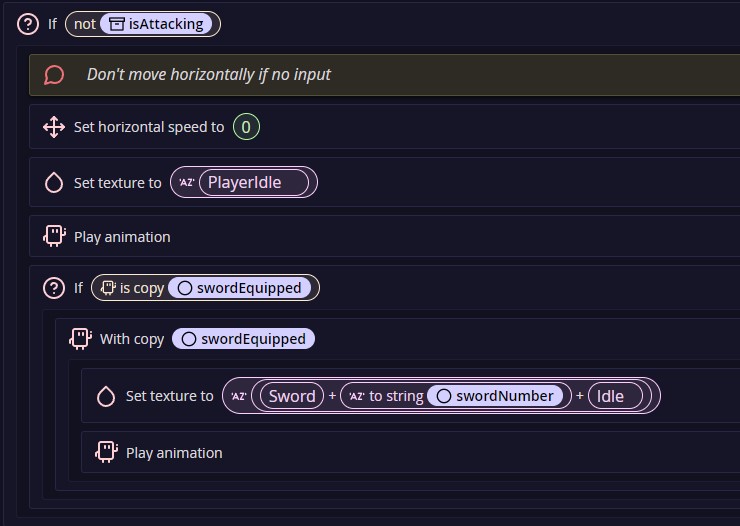 If not isAttacking
Don't move horizontally if no input
Set horizontal speed to 0
Set texture to 'AZ' PlayerIdle
Play animation
If is copy swordEquipped
With copy swordEquipped
Set texture to 'AZ' Sword + 'AZ' to string swordNumber + Idle
Play animation